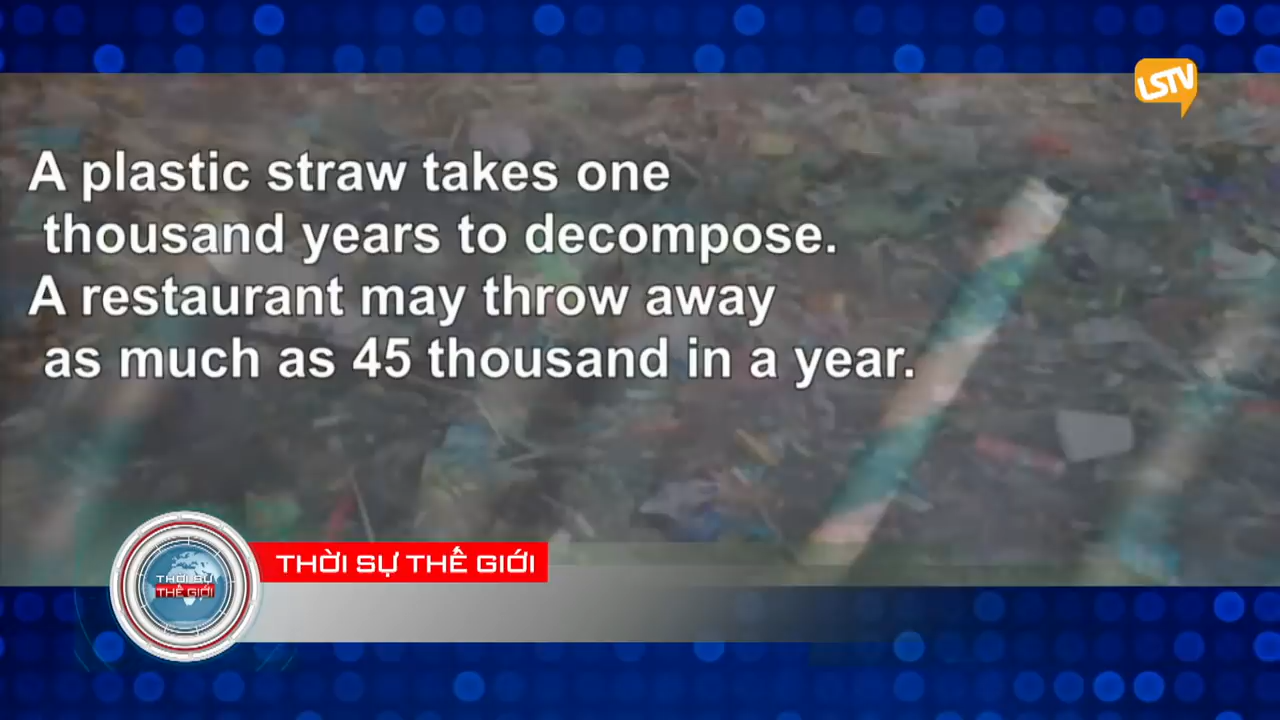 LSTV
A plastic straw takes one
thousand years to decompose.
A restaurant may throw away
as much as 45 thousand in a year.
THỜI SỰ THẾ GIỚI
THỜI SỰ
THẾ GIỚI